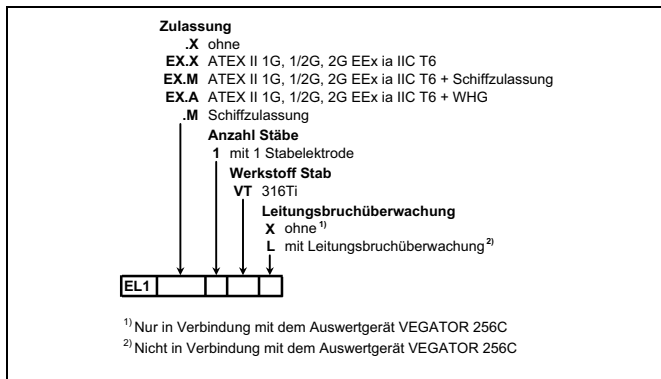 Zulassung
.X ohne
EX.X ATEX II 1G, 1/2G, 2G EEx ia IIC T6
EX.M ATEX II 1G, 1/2G, 2G EEx ia IIC T6 + Schiffzulassung
EX.A ATEX II 1G, 1/2G, 2G EEx ia IIC T6 + WHG
.M Schiffzulassung
Anzahl Stäbe
1 mit 1 Stabelektrode
Werkstoff Stab
VT 316Ti
Leitungsbruchüberwachung
X ohne 1)
L mit Leitungsbruchüberwachung 2)
EL1
1) Nur in Verbindung mit dem Auswertgerät VEGATOR 256C
2) Nicht in Verbindung mit dem Auswertgerät VEGATOR 256C